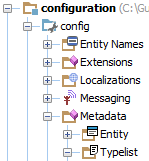 configuration (C:\Gu
config
Entity Names
Extensions
Localizations
Messaging
Metadata
Entity
Typelist